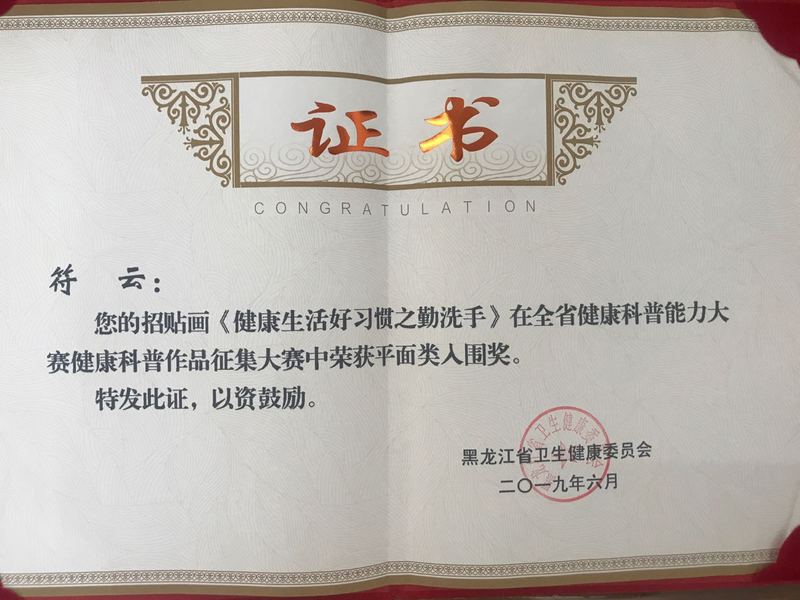 证书
CONGRATULATION
符 云：
您的招贴画《健康生活好习惯之勤洗手》在全省健康科普能力大
赛健康科普作品征集大赛中荣获平面类入围奖。
特发此证，以资鼓励。
黑龙江省卫生健康委员会
二〇一九年六月